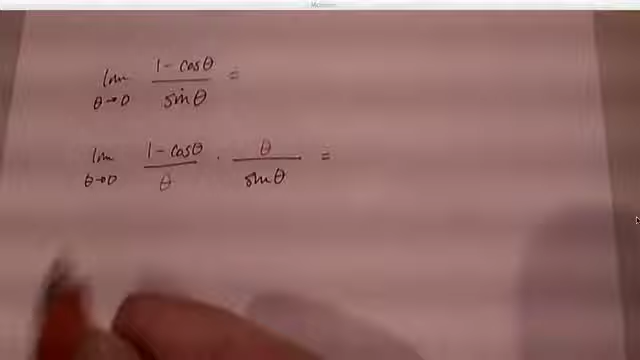 lim θ→0 1 - cosθ / sinθ =
lim θ→0 1 - cosθ / θ · θ / sinθ =